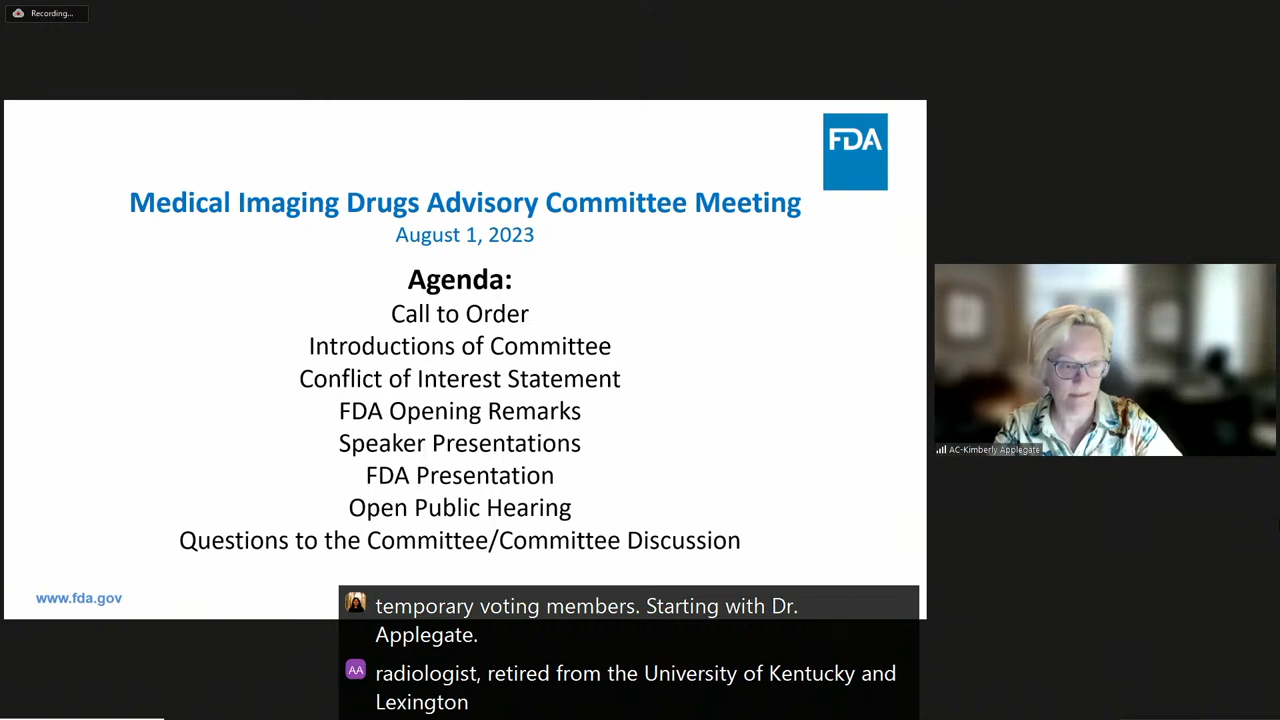 Recording...
FDA
Medical Imaging Drugs Advisory Committee Meeting
August 1, 2023
Agenda:
Call to Order
Introductions of Committee
Conflict of Interest Statement
FDA Opening Remarks
Speaker Presentations
FDA Presentation
Open Public Hearing
Questions to the Committee/Committee Discussion
www.fda.gov
AC-Kimberly Applegate
temporary voting members. Starting with Dr.
Applegate.
AA
radiologist, retired from the University of Kentucky and
Lexington